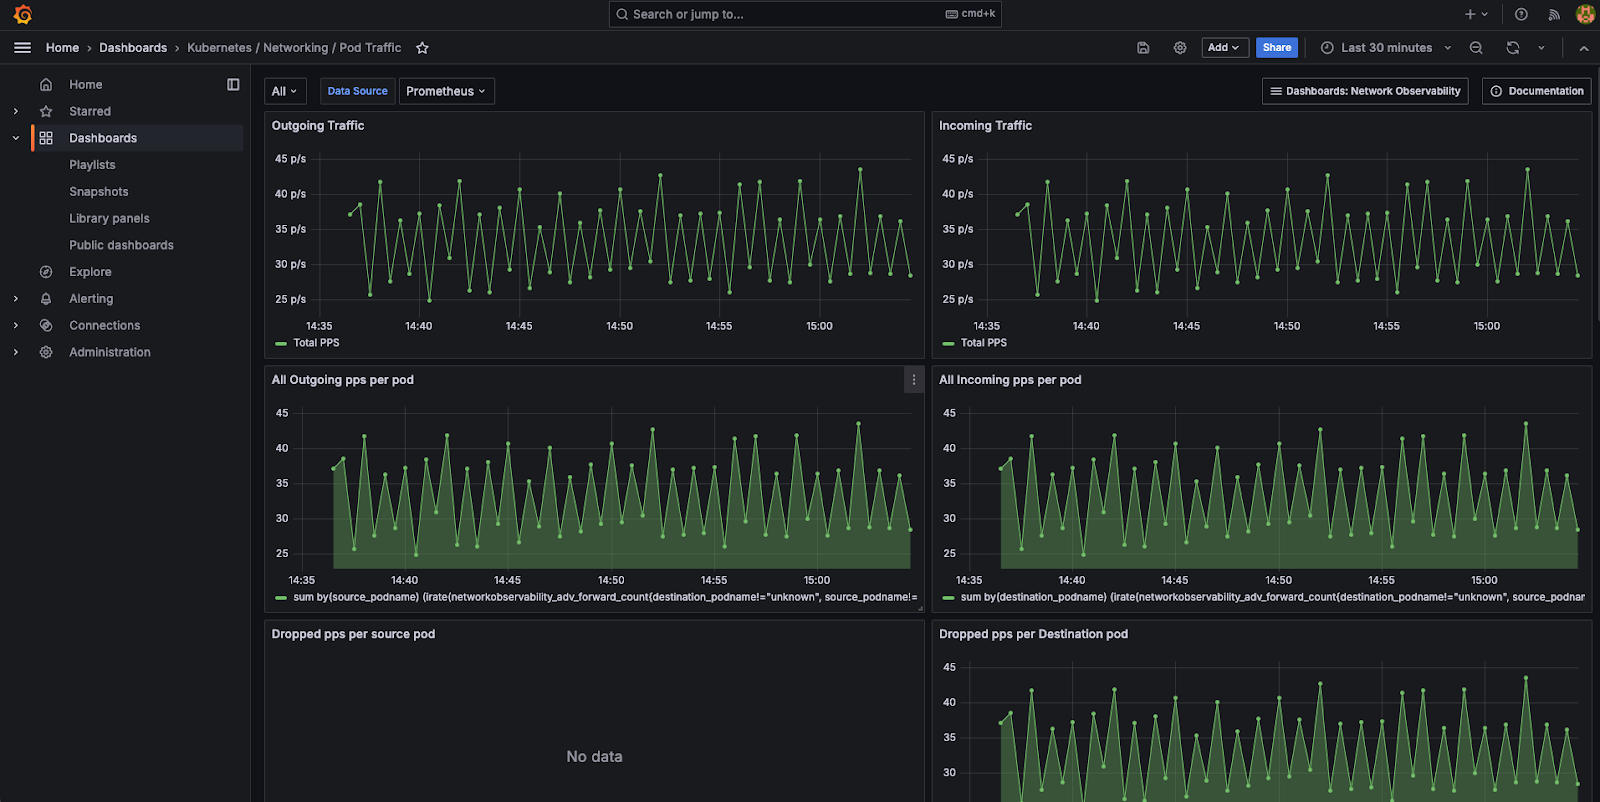 Search or jump to...
cmd+k
Home › Dashboards › Kubernetes / Networking / Pod Traffic
Add
Share
Last 30 minutes
Home
Starred
Dashboards
Playlists
Snapshots
Library panels
Public dashboards
Explore
Alerting
Connections
Administration
All
Data Source
Prometheus
Dashboards: Network Observability
Documentation
Outgoing Traffic
45 p/s
40 p/s
35 p/s
30 p/s
25 p/s
14:35 14:40 14:45 14:50 14:55 15:00
Total PPS
Incoming Traffic
45 p/s
40 p/s
35 p/s
30 p/s
25 p/s
14:35 14:40 14:45 14:50 14:55 15:00
Total PPS
All Outgoing pps per pod
45
40
35
30
25
14:35 14:40 14:45 14:50 14:55 15:00
sum by(source_podname) (irate(networkobservability_adv_forward_count{destination_podname!="unknown", source_podname!=
All Incoming pps per pod
45
40
35
30
25
14:35 14:40 14:45 14:50 14:55 15:00
sum by(destination_podname) (irate(networkobservability_adv_forward_count{destination_podname!="unknown", source_podnar
Dropped pps per source pod
No data
Dropped pps per Destination pod
45
40
35
30